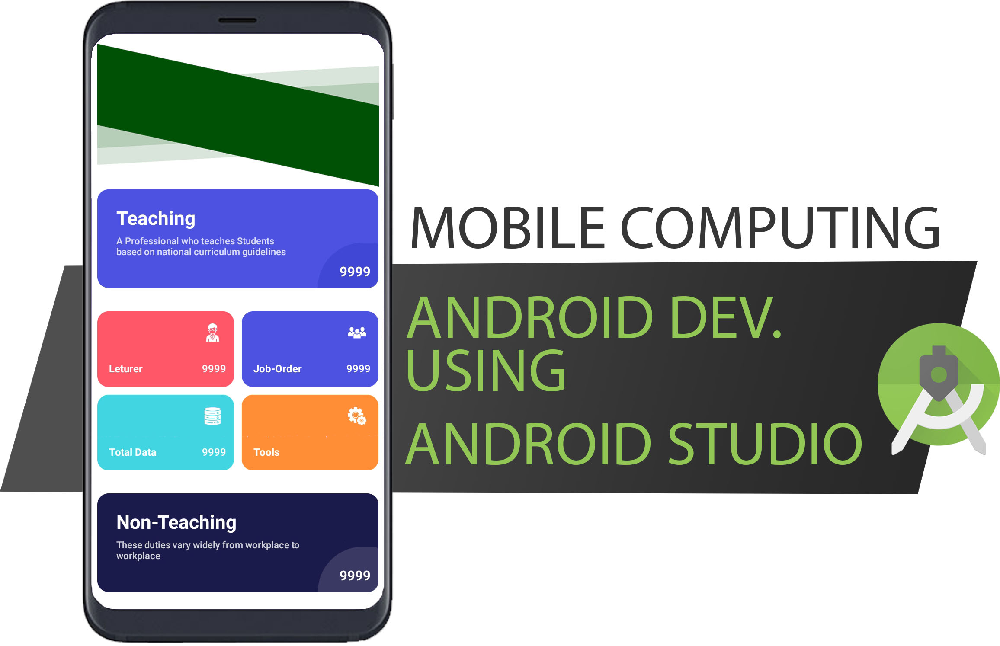 Teaching
A Professional who teaches Students
based on national curriculum guidelines
9999
Leturer 9999
Job-Order 9999
Total Data 9999
Tools
Non-Teaching
These duties vary widely from workplace to
workplace
9999
MOBILE COMPUTING
ANDROID DEV.
USING
ANDROID STUDIO